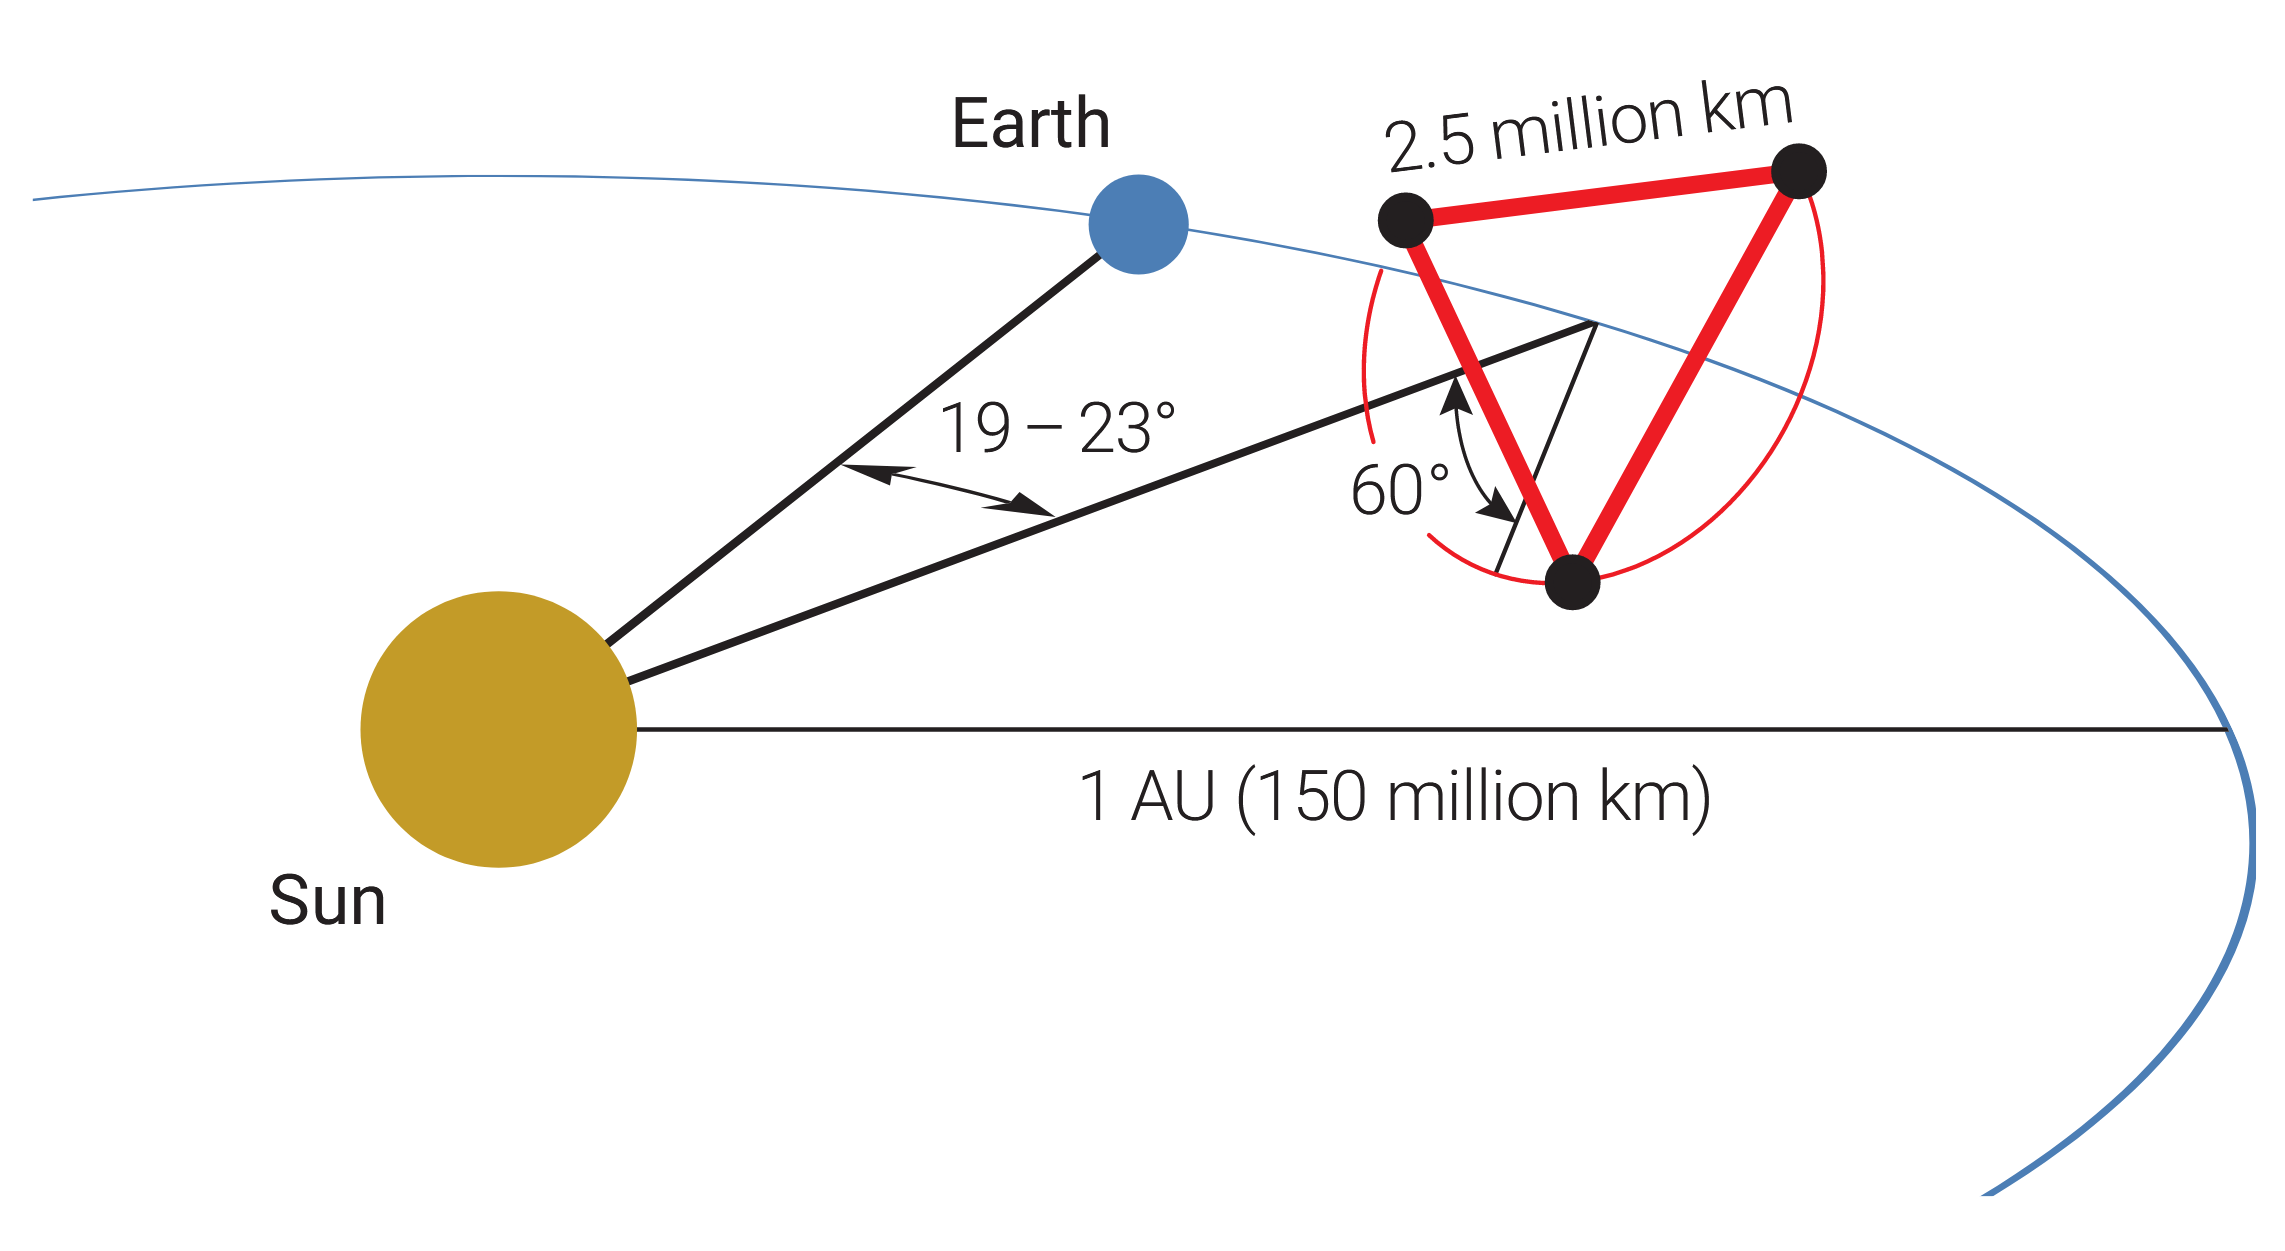 Earth
2.5 million km
19 – 23°
60°
1 AU (150 million km)
Sun